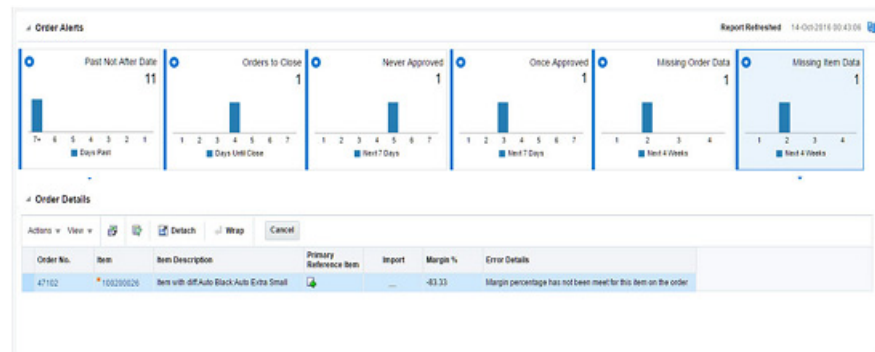 Order Alerts
Report Refreshed 14-Oct-2016 00:43:06
Past Not After Date
11
7+ 6 5 4 3 2 1
Days Past
Orders to Close
1
1 2 3 4 5 6 7
Days Until Close
Never Approved
1
1 2 3 4 5 6 7
Next 7 Days
Once Approved
1
1 2 3 4 5 6 7
Next 7 Days
Missing Order Data
1
1 2 3 4
Next 4 Weeks
Missing Item Data
1
1 2 3 4
Next 4 Weeks
Order Details
Actions View Detach Wrap Cancel
Order No. Item Item Description Primary Reference Item Import Margin % Error Details
47102 100200026 Item with diff:Auto Black:Auto Extra Small ... -83.33 Margin percentage has not been meet for this item on the order